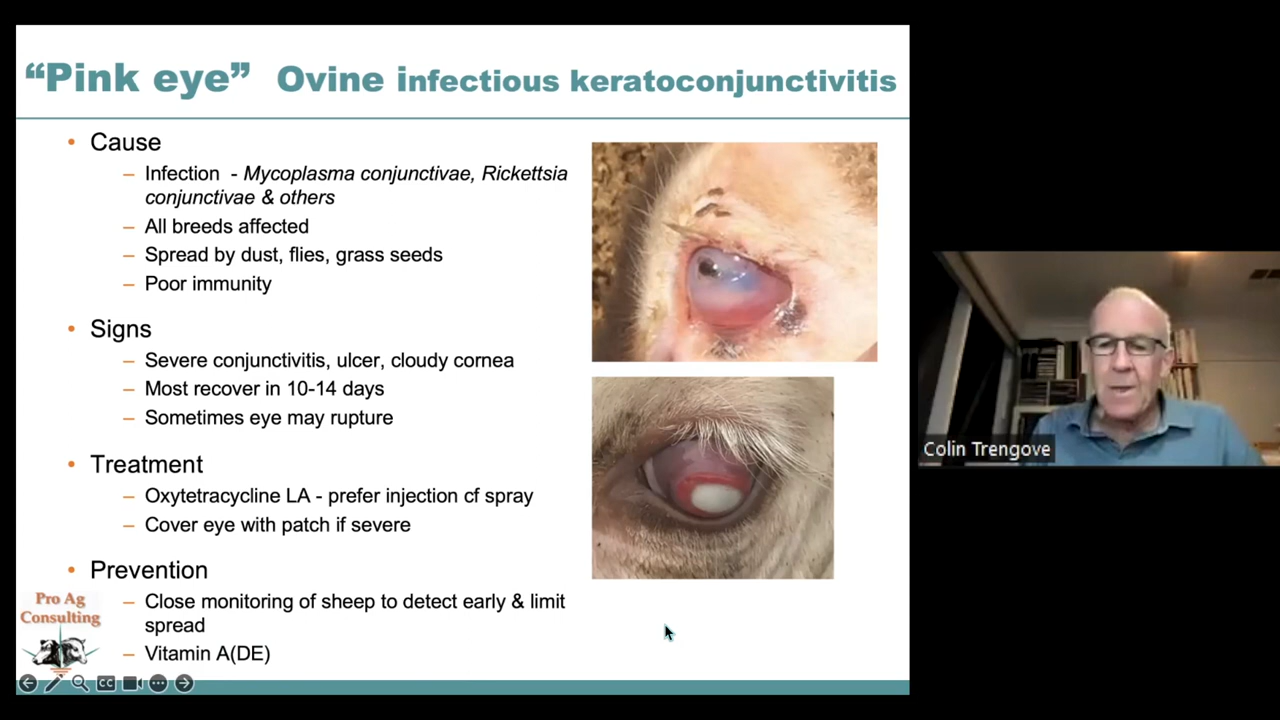 “Pink eye” Ovine infectious keratoconjunctivitis
• Cause
– Infection - Mycoplasma conjunctivae, Rickettsia
conjunctivae & others
– All breeds affected
– Spread by dust, flies, grass seeds
– Poor immunity
• Signs
– Severe conjunctivitis, ulcer, cloudy cornea
– Most recover in 10-14 days
– Sometimes eye may rupture
• Treatment
– Oxytetracycline LA - prefer injection cf spray
– Cover eye with patch if severe
• Prevention
– Close monitoring of sheep to detect early & limit
spread
– Vitamin A(DE)
Pro Ag
Consulting
CC
Colin Trengove